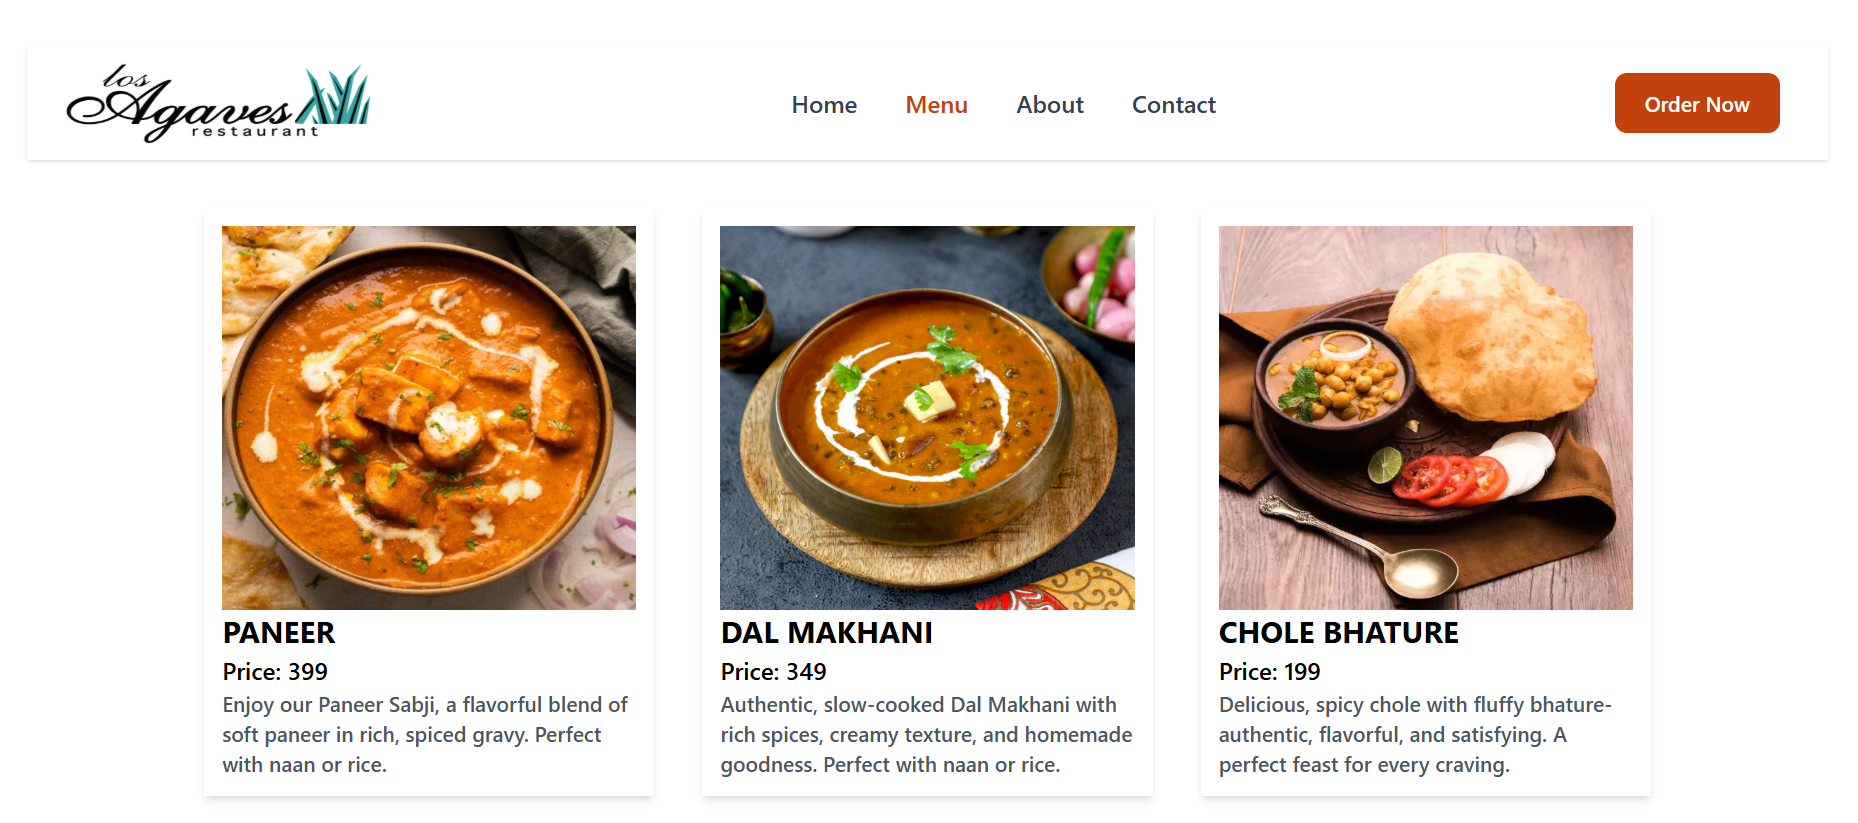 los
Agaves
restaurant
Home Menu About Contact
Order Now
PANEER
Price: 399
Enjoy our Paneer Sabji, a flavorful blend of
soft paneer in rich, spiced gravy. Perfect
with naan or rice.
DAL MAKHANI
Price: 349
Authentic, slow-cooked Dal Makhani with
rich spices, creamy texture, and homemade
goodness. Perfect with naan or rice.
CHOLE BHATURE
Price: 199
Delicious, spicy chole with fluffy bhature-
authentic, flavorful, and satisfying. A
perfect feast for every craving.